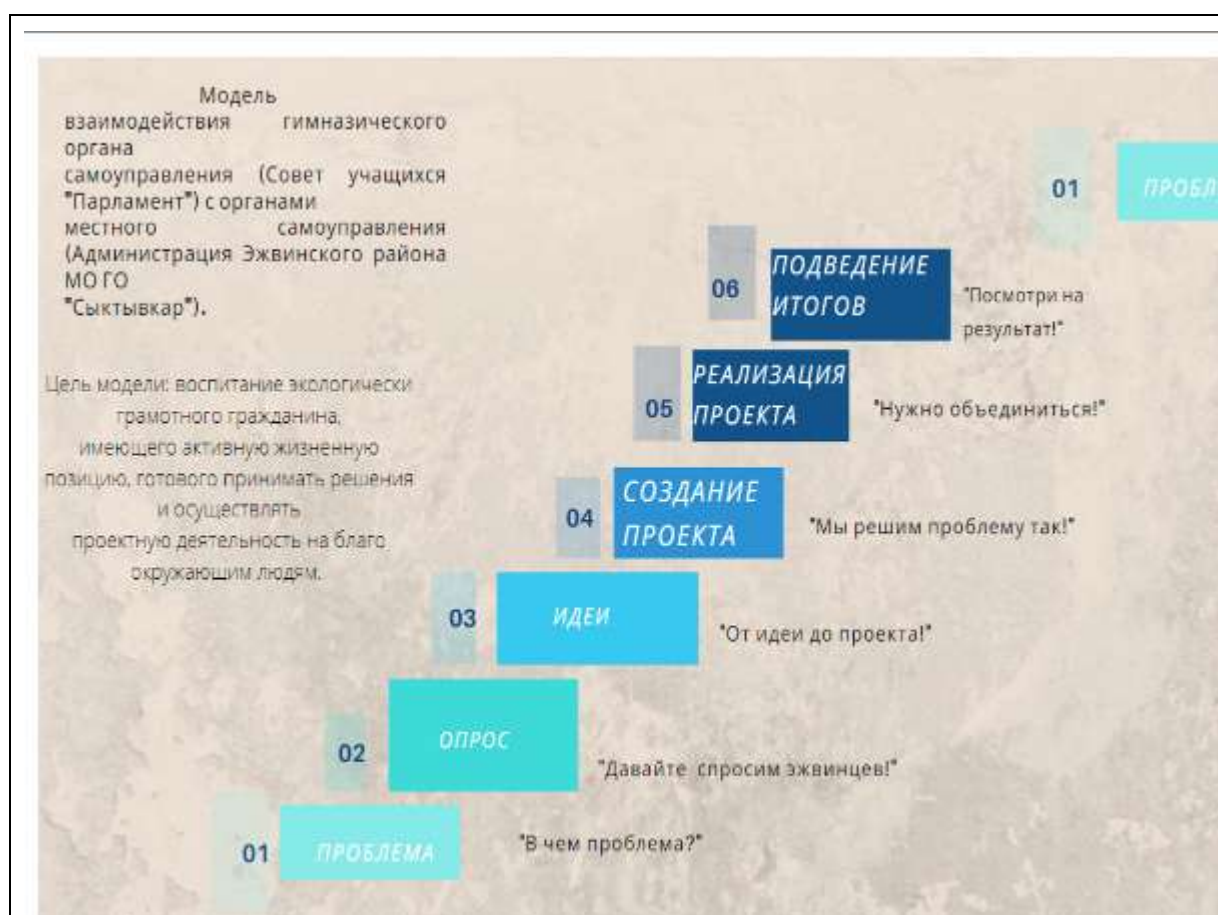 Модель
взаимодействия гимназического
органа
самоуправления (Совет учащихся
"Парламент") с органами
местного самоуправления
(Администрация Эжвинского района
МО ГО
"Сыктывкар").
Цель модели: воспитание экологически
грамотного гражданина,
имеющего активную жизненную
позицию, готового принимать решения
и осуществлять
проектную деятельность на благо
окружающим людям.
01
ПРОБЛ
06
ПОДВЕДЕНИЕ
ИТОГОВ
"Посмотри на
результат!"
05
РЕАЛИЗАЦИЯ
ПРОЕКТА
"Нужно объединиться!"
04
СОЗДАНИЕ
ПРОЕКТА
"Мы решим проблему так!"
03
ИДЕИ
"От идеи до проекта!"
02
ОПРОС
"Давайте спросим эжвинцев!"
01
ПРОБЛЕМА
"В чем проблема?"